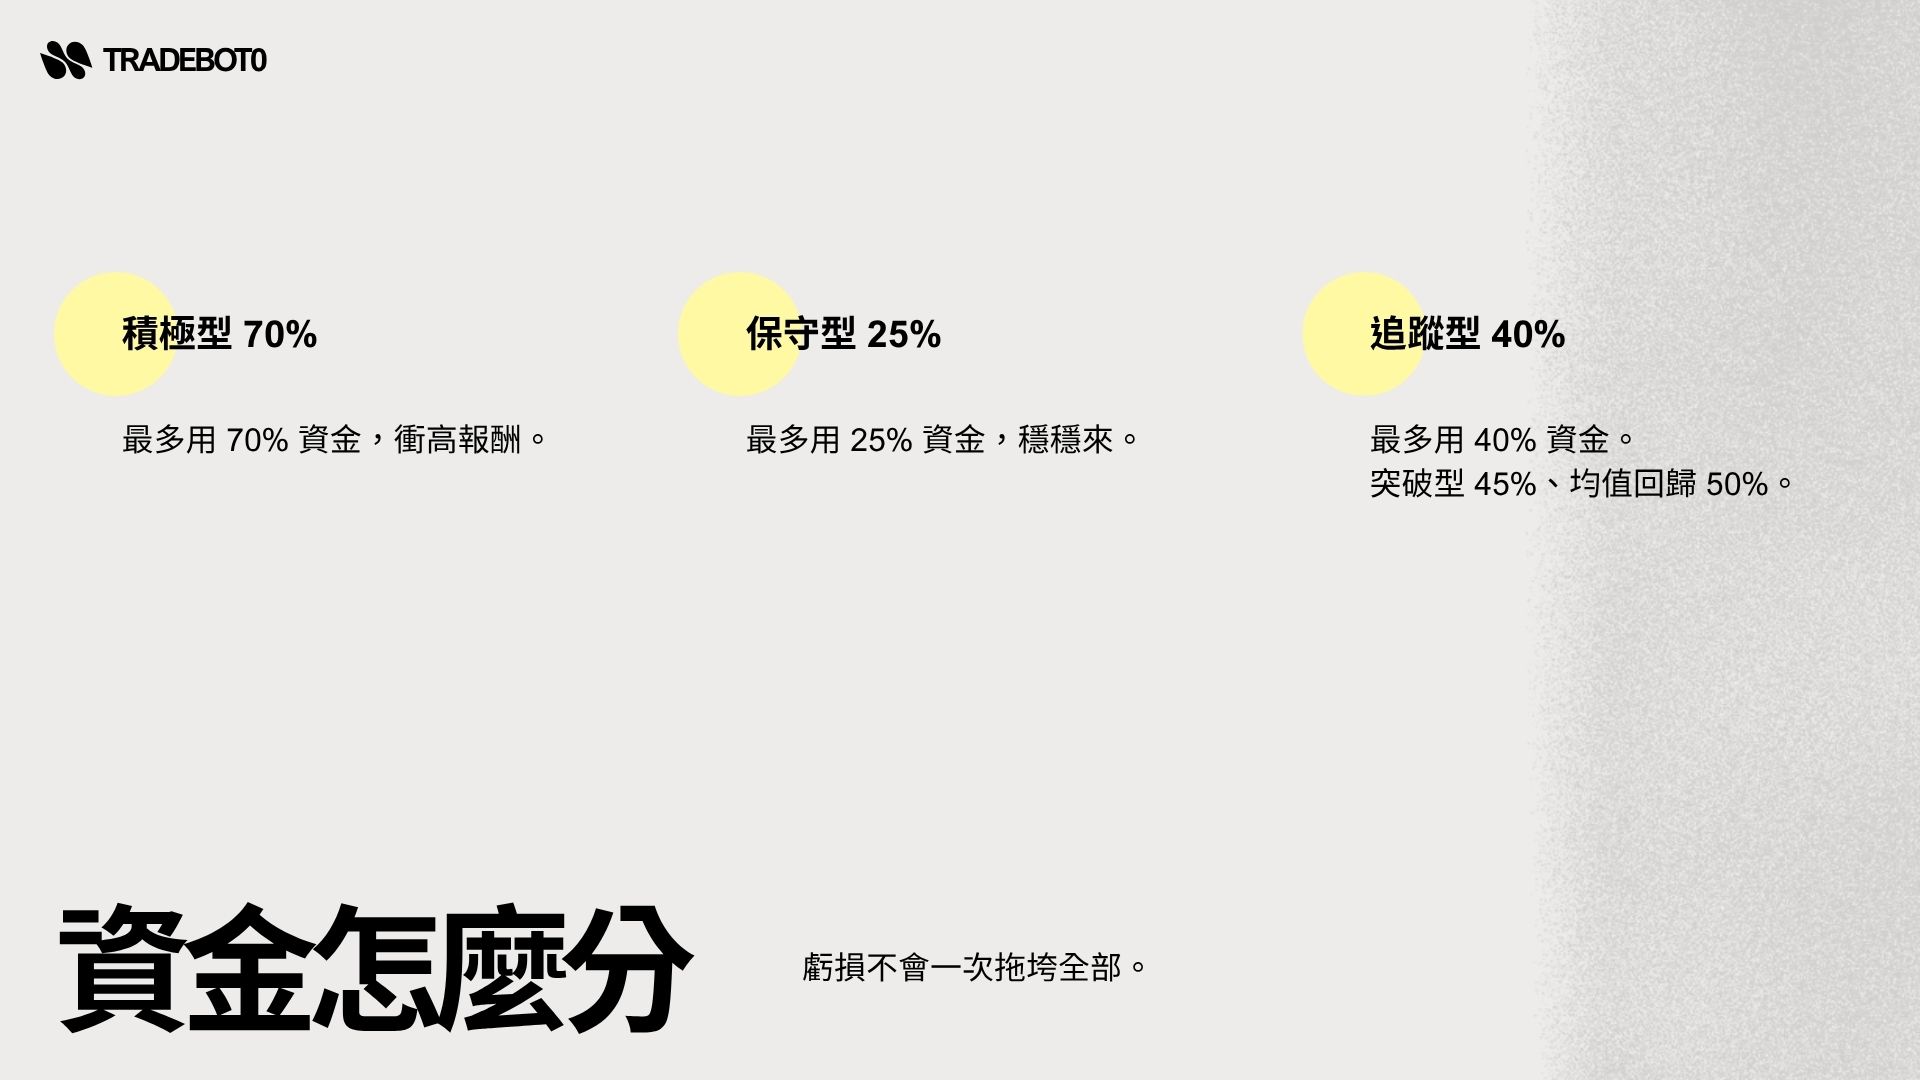 TRADEBOT0
積極型 70%
最多用 70% 資金，衝高報酬。
保守型 25%
最多用 25% 資金，穩穩來。
追蹤型 40%
最多用 40% 資金。
突破型 45%、均值回歸 50%。
資金怎麼分
虧損不會一次拖垮全部。